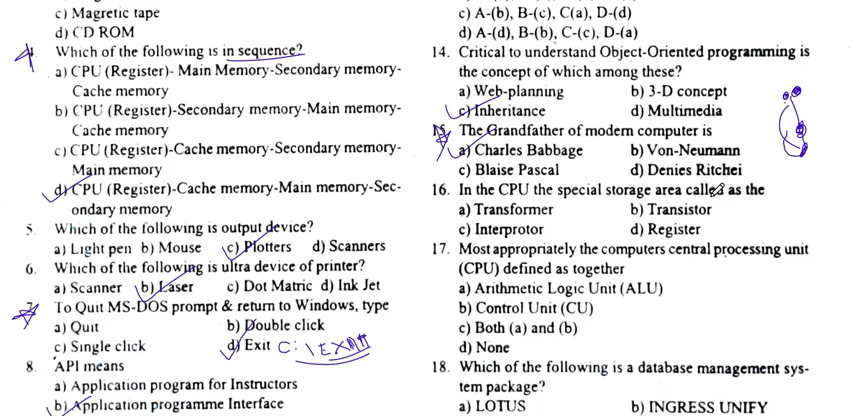 c) Magretic tape
d) CD ROM
Which of the following is in sequence?
a) CPU (Register)- Main Memory-Secondary memory-
Cache memory
b) CPU (Register)-Secondary memory-Main memory-
Cache memory
c) CPU (Register)-Cache memory-Secondary memory-
Main memory
d) CPU (Register)-Cache memory-Main memory-Sec-
ondary memory
5. Which of the following is output device?
a) Light pen b) Mouse c) Plotters d) Scanners
6. Which of the following is ultra device of printer?
a) Scanner b) Laser c) Dot Matric d) Ink Jet
7. To Quit MS-DOS prompt & return to Windows, type
a) Quit b) Double click
c) Single click d) Exit C:\
8. API means
a) Application program for Instructors
b) Application programme Interface
c) A-(b), B-(c), C(a), D-(d)
d) A-(d), B-(b), C-(c), D-(a)
14. Critical to understand Object-Oriented programming is
the concept of which among these?
a) Web-planning b) 3-D concept
c) Inheritance d) Multimedia
15. The Grandfather of modern computer is
a) Charles Babbage b) Von-Neumann
c) Blaise Pascal d) Denies Ritchei
16. In the CPU the special storage area called as the
a) Transformer b) Transistor
c) Interprotor d) Register
17. Most appropriately the computers central processing unit
(CPU) defined as together
a) Arithmetic Logic Unit (ALU)
b) Control Unit (CU)
c) Both (a) and (b)
d) None
18. Which of the following is a database management sys-
tem package?
a) LOTUS b) INGRESS UNIFY